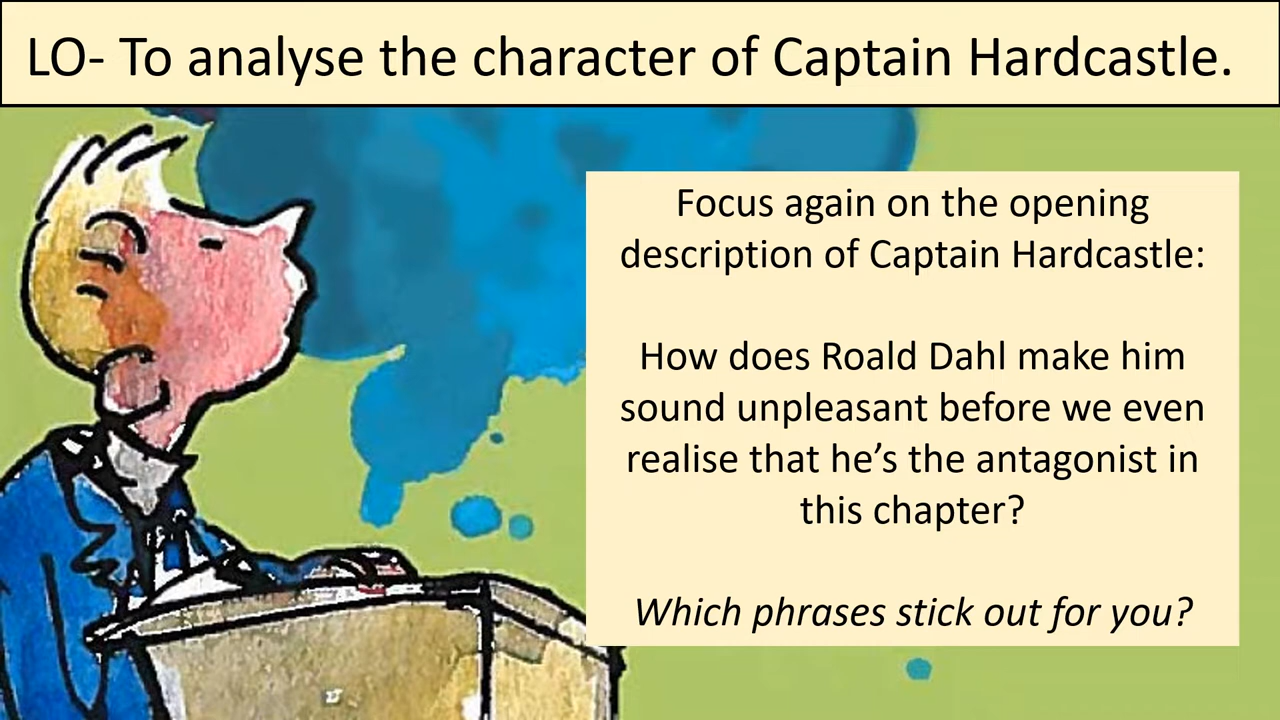 LO- To analyse the character of Captain Hardcastle.
Focus again on the opening
description of Captain Hardcastle:
How does Roald Dahl make him
sound unpleasant before we even
realise that he’s the antagonist in
this chapter?
Which phrases stick out for you?